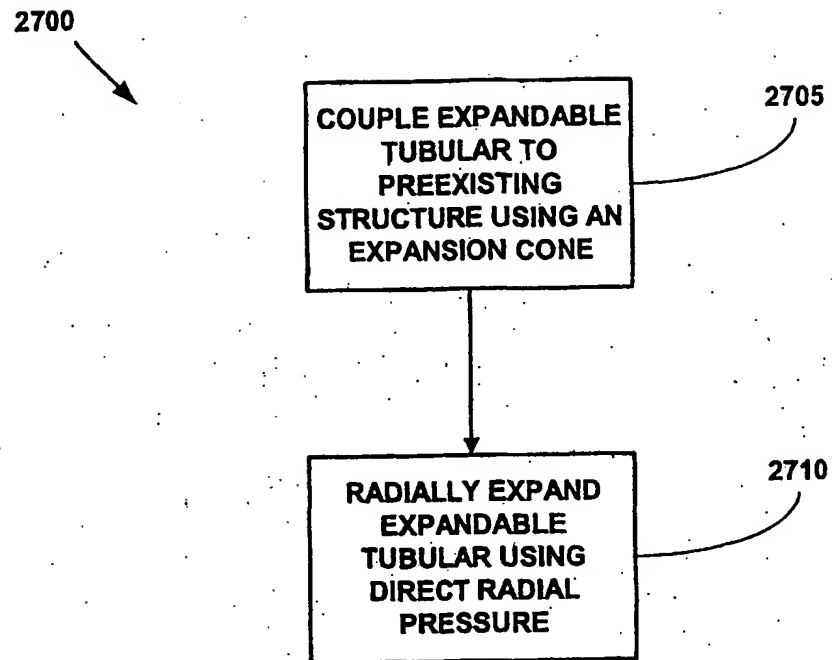 2700
2705
COUPLE EXPANDABLE
TUBULAR TO
PREEXISTING
STRUCTURE USING AN
EXPANSION CONE
2710
RADIALLY EXPAND
EXPANDABLE
TUBULAR USING
DIRECT RADIAL
PRESSURE